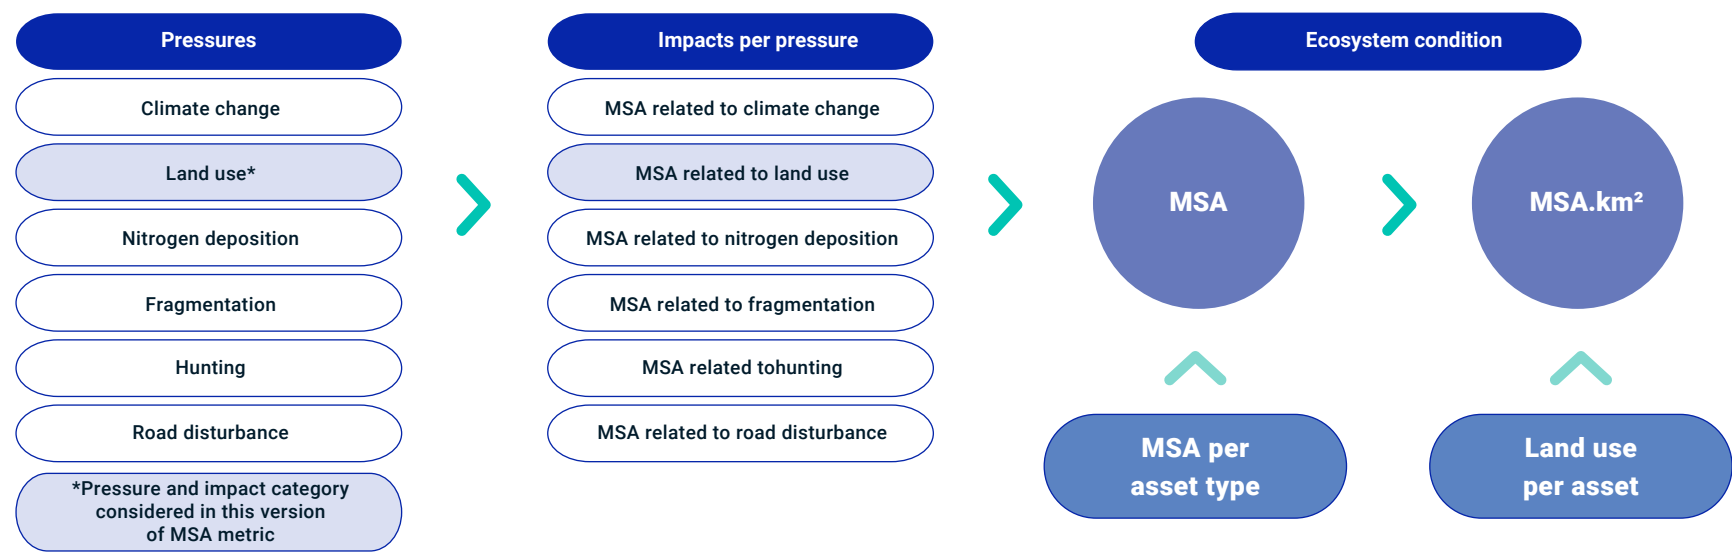 Pressures
Climate change
Land use*
Nitrogen deposition
Fragmentation
Hunting
Road disturbance
*Pressure and impact category
considered in this version
of MSA metric
Impacts per pressure
MSA related to climate change
MSA related to land use
MSA related to nitrogen deposition
MSA related to fragmentation
MSA related tohunting
MSA related to road disturbance
Ecosystem condition
MSA
MSA.km²
MSA per
asset type
Land use
per asset